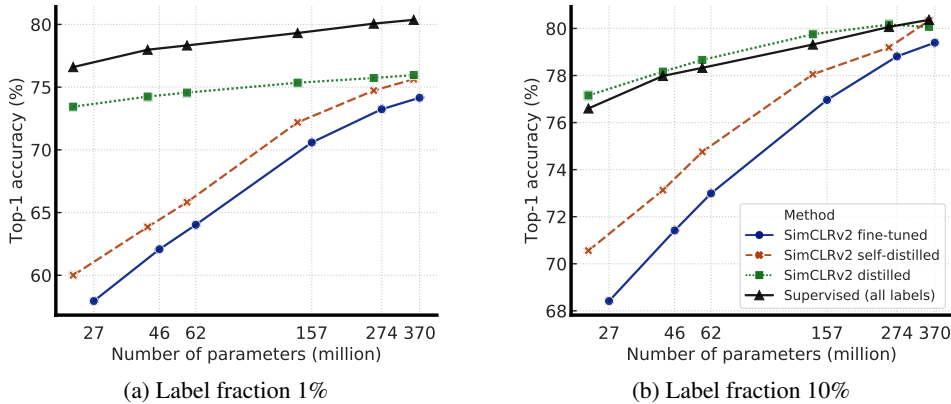 80
75
70
65
60
Top-1 accuracy (%)
27 46 62 157 274 370
Number of parameters (million)
(a) Label fraction 1%
80
78
76
74
72
70
68
Top-1 accuracy (%)
Method
SimCLRv2 fine-tuned
SimCLRv2 self-distilled
SimCLRv2 distilled
Supervised (all labels)
27 46 62 157 274 370
Number of parameters (million)
(b) Label fraction 10%